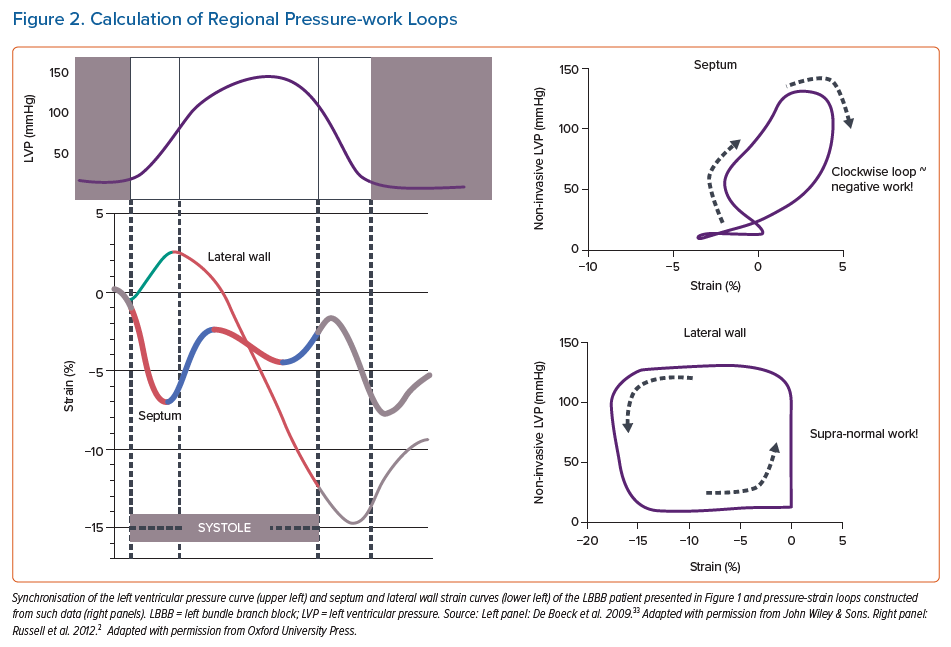 Figure 2. Calculation of Regional Pressure-work Loops
LVP (mmHg)
150
100
50
Strain (%)
5
0
−5
−10
−15
Lateral wall
Septum
SYSTOLE
Septum
Non-invasive LVP (mmHg)
150
100
50
0
−10
−5
0
5
Strain (%)
Clockwise loop ~
negative work!
Lateral wall
Non-invasive LVP (mmHg)
150
100
50
0
−20
−15
−10
−5
0
5
Strain (%)
Supra-normal work!
Synchronisation of the left ventricular pressure curve (upper left) and septum and lateral wall strain curves (lower left) of the LBBB patient presented in Figure 1 and pressure-strain loops constructed
from such data (right panels). LBBB = left bundle branch block; LVP = left ventricular pressure. Source: Left panel: De Boeck et al. 2009.33 Adapted with permission from John Wiley & Sons. Right panel:
Russell et al. 2012.2 Adapted with permission from Oxford University Press.